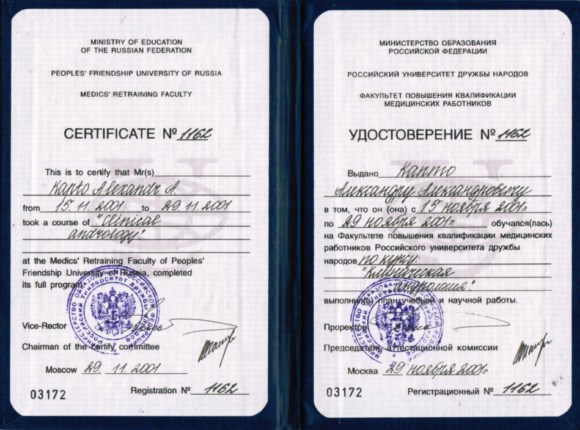 MINISTRY OF EDUCATION
OF THE RUSSIAN FEDERATION
PEOPLES' FRIENDSHIP UNIVERSITY OF RUSSIA
MEDICS' RETRAINING FACULTY
CERTIFICATE № 1162
This is to certify that Mr(s)
Kapto Alexandr A.
from 15.11.2001 to 29.11.2001
took a course of "Clinical
andrology"
at the Medics' Retraining Faculty of Peoples'
Friendship University of Russia, completed
its full program.
Vice-Rector
Chairman of the certify committee
Moscow 29.11.2001
03172 Registration № 1162
МИНИСТЕРСТВО ОБРАЗОВАНИЯ
РОССИЙСКОЙ ФЕДЕРАЦИИ
РОССИЙСКИЙ УНИВЕРСИТЕТ ДРУЖБЫ НАРОДОВ
ФАКУЛЬТЕТ ПОВЫШЕНИЯ КВАЛИФИКАЦИИ
МЕДИЦИНСКИХ РАБОТНИКОВ
УДОСТОВЕРЕНИЕ № 1162
Выдано Капто
Александру Александровичу
в том, что он (она) с 15 ноября 2001
по 29 ноября 2001 обучался(лась)
на Факультете повышения квалификации медицинских
работников Российского университета дружбы
народов по курсу:
"Клиническая
андрология"
выполнил(а) план учебной и научной работы.
Проректор
Председатель аттестационной комиссии
Москва 29 ноября 2001
03172 Регистрационный № 1162